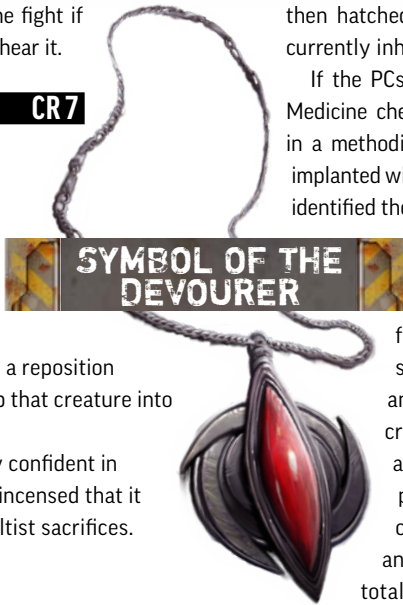 e fight if
hear it.
CR 7
a reposition
that creature into
confident in
incensed that it
ltist sacrifices.
SYMBOL OF THE
DEVOURER
then hatched
currently inh
If the PCs
Medicine che
in a methodi
implanted wi
identified the
f
s
an
cr
a
p
o
an
total